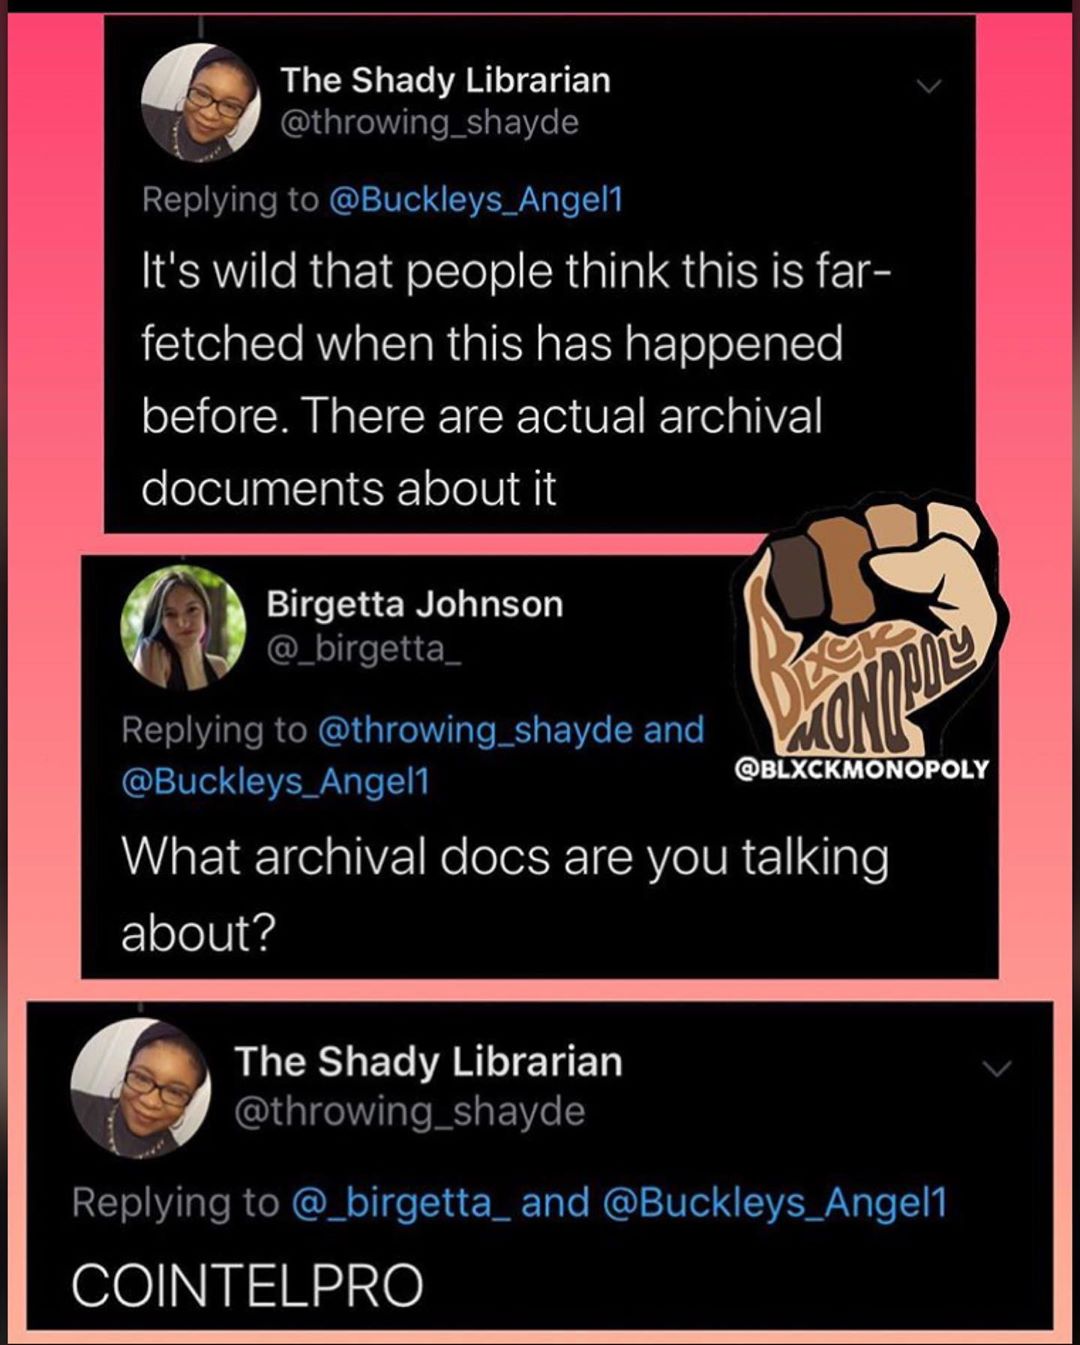 The Shady Librarian
@throwing_shayde
Replying to @Buckleys_Angel1
It's wild that people think this is far-
fetched when this has happened
before. There are actual archival
documents about it
Birgetta Johnson
@_birgetta_
Replying to @throwing_shayde and
@Buckleys_Angel1
What archival docs are you talking
about?
BLXCK
MONOPOLY
@BLXCKMONOPOLY
The Shady Librarian
@throwing_shayde
Replying to @_birgetta_ and @Buckleys_Angel1
COINTELPRO